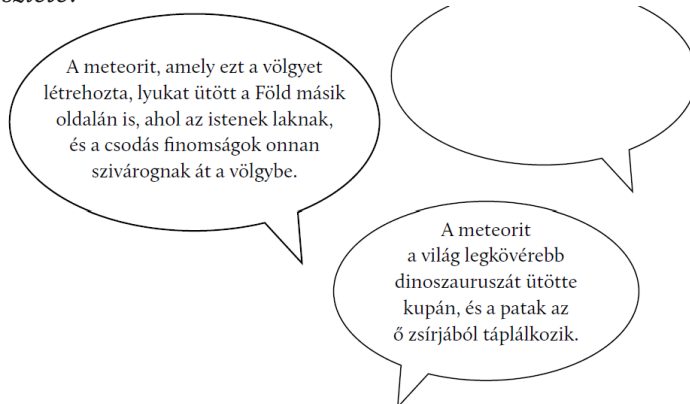 A meteorit, amely ezt a völgyet
létrehozta, lyukat ütött a Föld másik
oldalán is, ahol az istenek laknak,
és a csodás finomságok onnan
szivárognak át a völgybe.
A meteorit
a világ legkövérebb
dinoszauruszát ütötte
kupán, és a patak az
ő zsírjából táplálkozik.